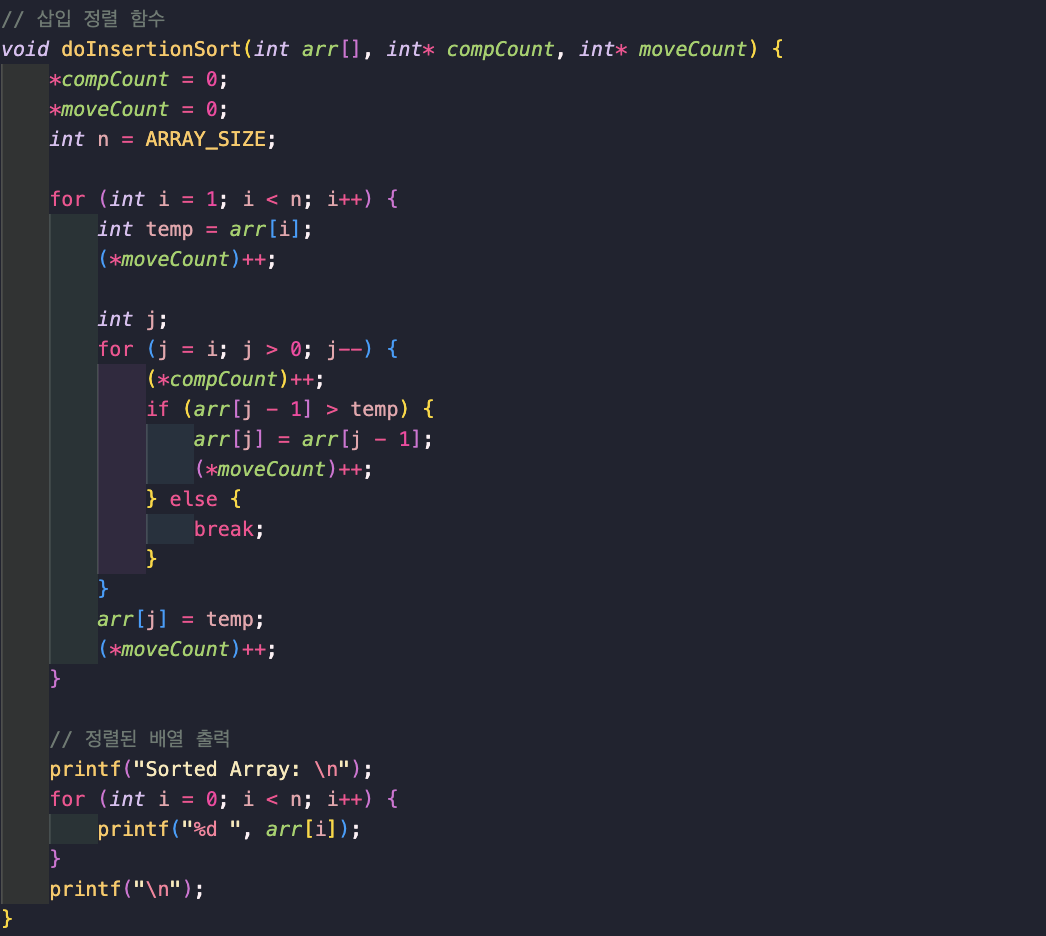 // 삽입 정렬 함수
void doInsertionSort(int arr[], int* compCount, int* moveCount) {
    *compCount = 0;
    *moveCount = 0;
    int n = ARRAY_SIZE;

    for (int i = 1; i < n; i++) {
        int temp = arr[i];
        (*moveCount)++;

        int j;
        for (j = i; j > 0; j--) {
            (*compCount)++;
            if (arr[j - 1] > temp) {
                arr[j] = arr[j - 1];
                (*moveCount)++;
            } else {
                break;
            }
        }
        arr[j] = temp;
        (*moveCount)++;
    }

    // 정렬된 배열 출력
    printf("Sorted Array: \n");
    for (int i = 0; i < n; i++) {
        printf("%d ", arr[i]);
    }
    printf("\n");
}